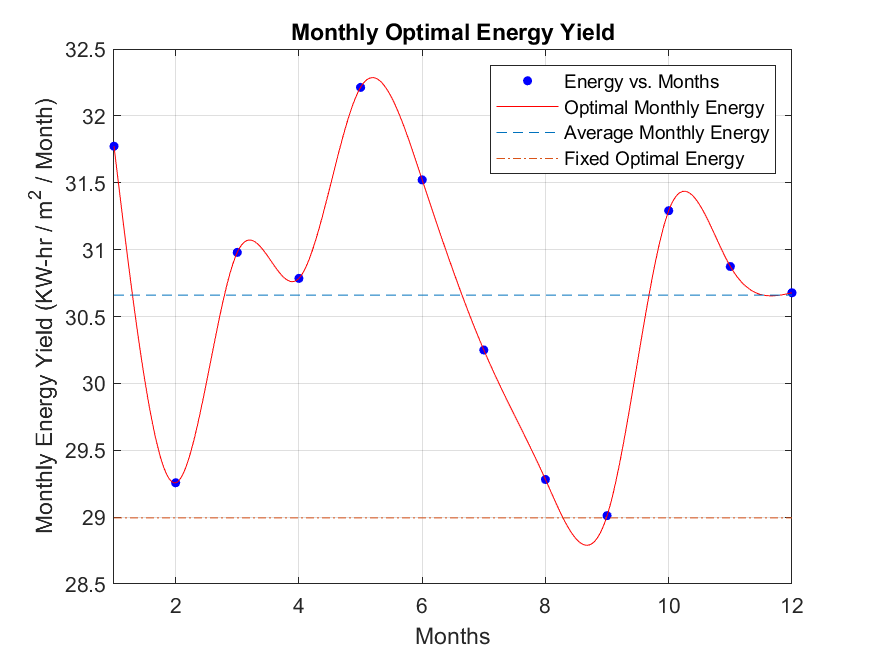 Monthly Optimal Energy Yield
Monthly Energy Yield (KW-hr / m² / Month)
32.5
32
31.5
31
30.5
30
29.5
29
28.5
Energy vs. Months
Optimal Monthly Energy
Average Monthly Energy
Fixed Optimal Energy
2 4 6 8 10 12
Months